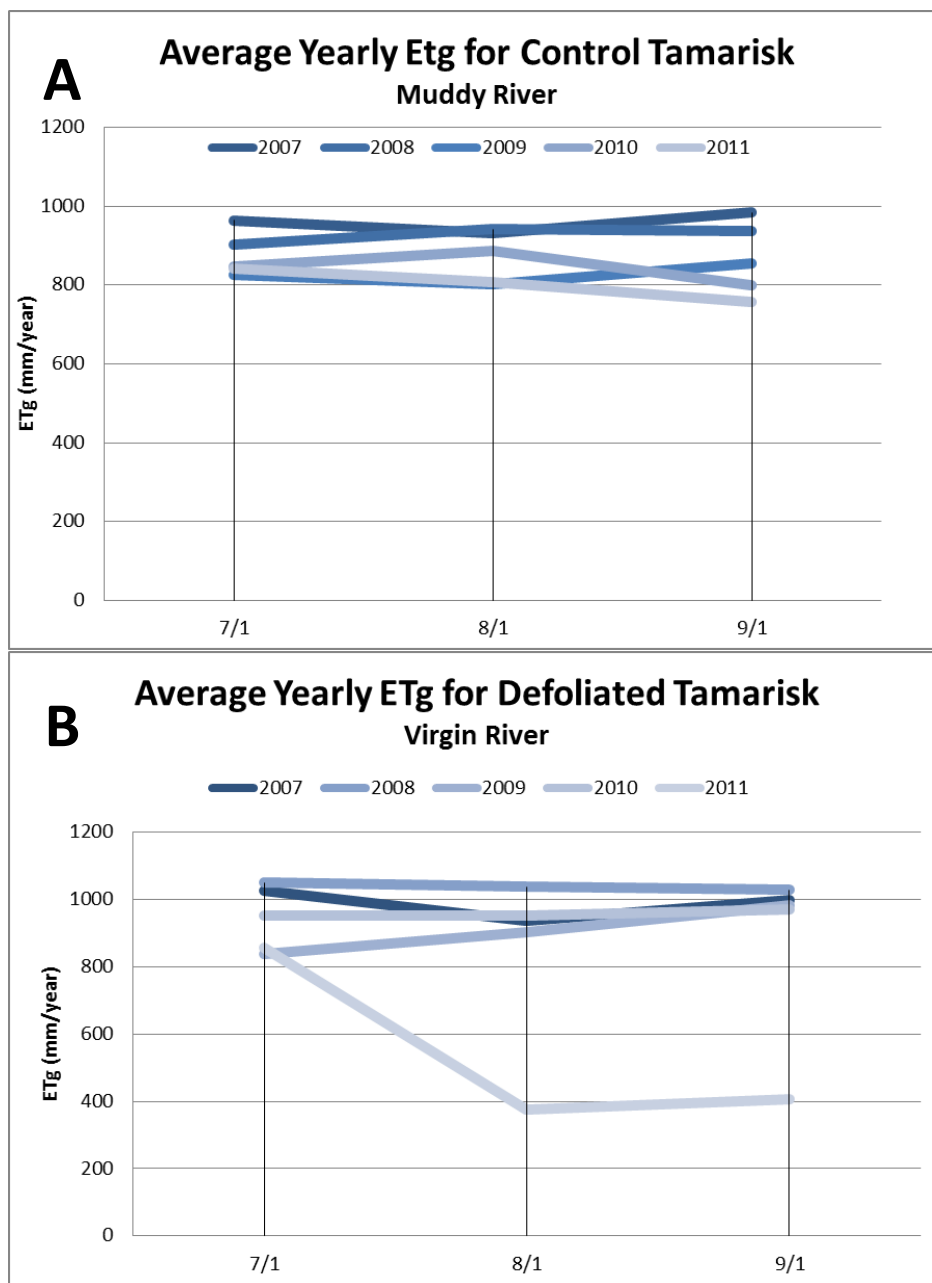 A
Average Yearly Etg for Control Tamarisk
Muddy River
2007 2008 2009 2010 2011
1200
1000
800
600
400
200
0
ETg (mm/year)
7/1 8/1 9/1
B
Average Yearly ETg for Defoliated Tamarisk
Virgin River
2007 2008 2009 2010 2011
1200
1000
800
600
400
200
0
ETg (mm/year)
7/1 8/1 9/1